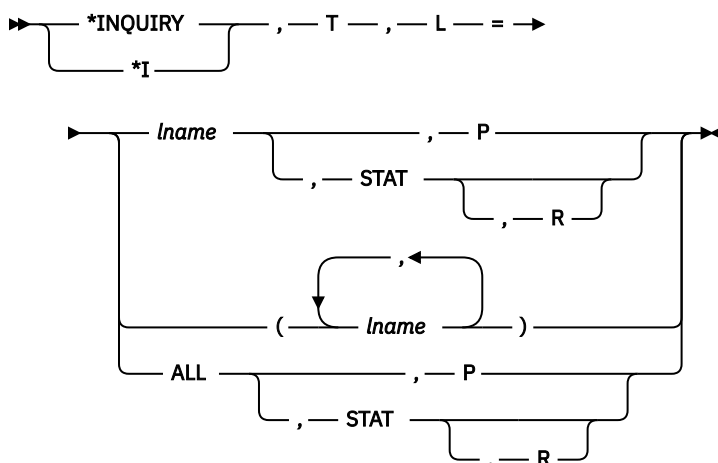 *INQUIRY , T , L =
*I
lname , P
, STAT
, R
,
( lname )
ALL , P
, STAT
, R